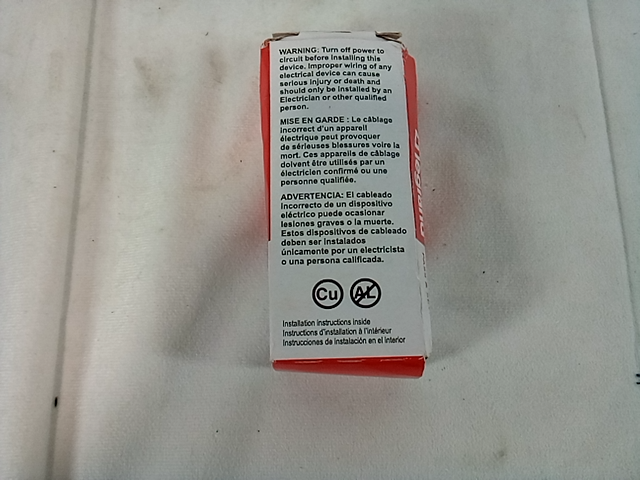 WARNING: Turn off power to
circuit before installing this
device. Improper wiring of any
electrical device can cause
serious injury or death and
should only be installed by an
Electrician or other qualified
person.
MISE EN GARDE : Le câblage
incorrect d'un appareil
électrique peut provoquer
de sérieuses blessures voire la
mort. Ces appareils de câblage
doivent être utilisés par un
électricien confirmé ou une
personne qualifiée.
ADVERTENCIA: El cableado
incorrecto de un dispositivo
eléctrico puede ocasionar
lesiones graves o la muerte.
Estos dispositivos de cableado
deben ser instalados
únicamente por un electricista
o una persona calificada.
Cu AL
Installation instructions inside
Instructions d'installation à l'intérieur
Instrucciones de instalación en el interior